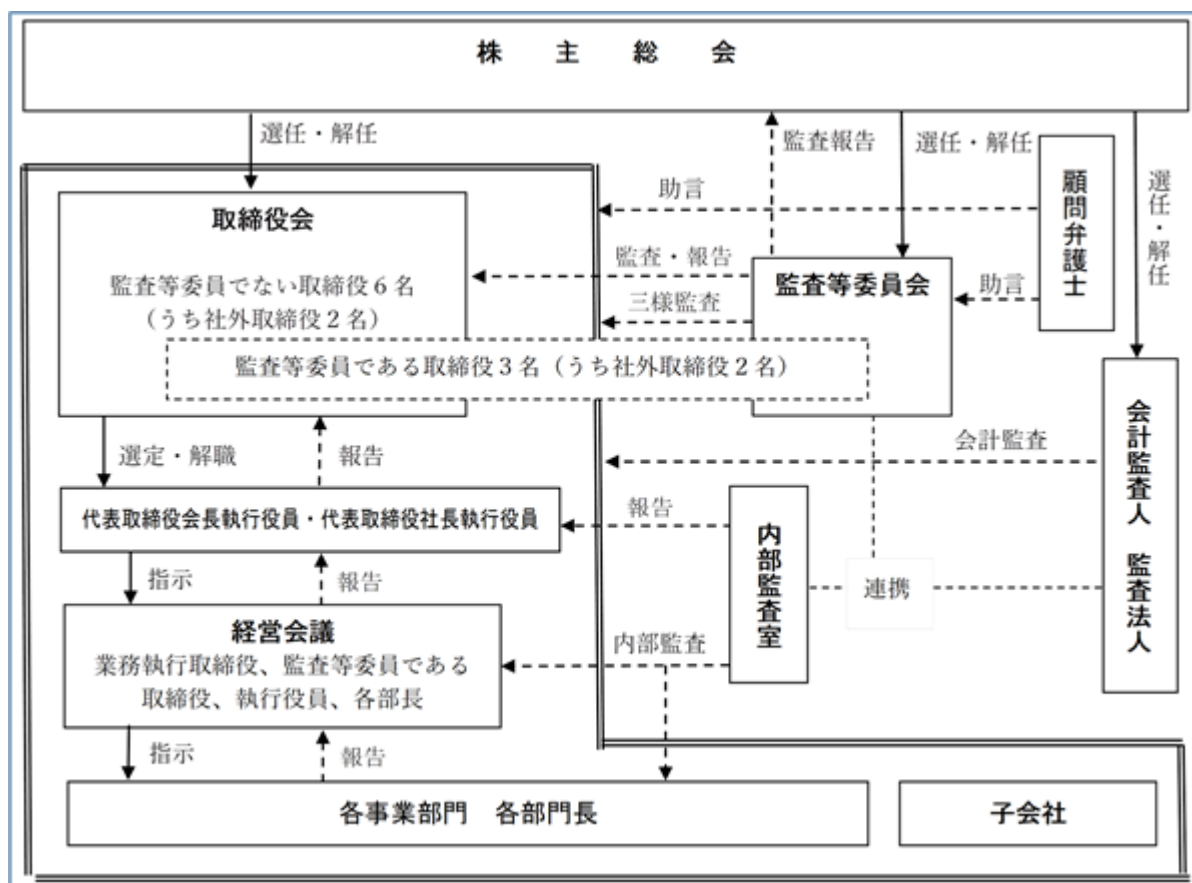 株　主　総　会
選任・解任
監査報告
選任・解任
選任・解任
顧問弁護士
助言
取締役会
監査等委員でない取締役６名
（うち社外取締役２名）
監査・報告
三様監査
監査等委員会
助言
監査等委員である取締役３名（うち社外取締役２名）
選定・解職
報告
会計監査
会計監査人　監査法人
代表取締役会長執行役員・代表取締役社長執行役員
報告
内部監査室
連携
指示
報告
経営会議
業務執行取締役、監査等委員である
取締役、執行役員、各部長
内部監査
指示
報告
各事業部門　各部門長
子会社